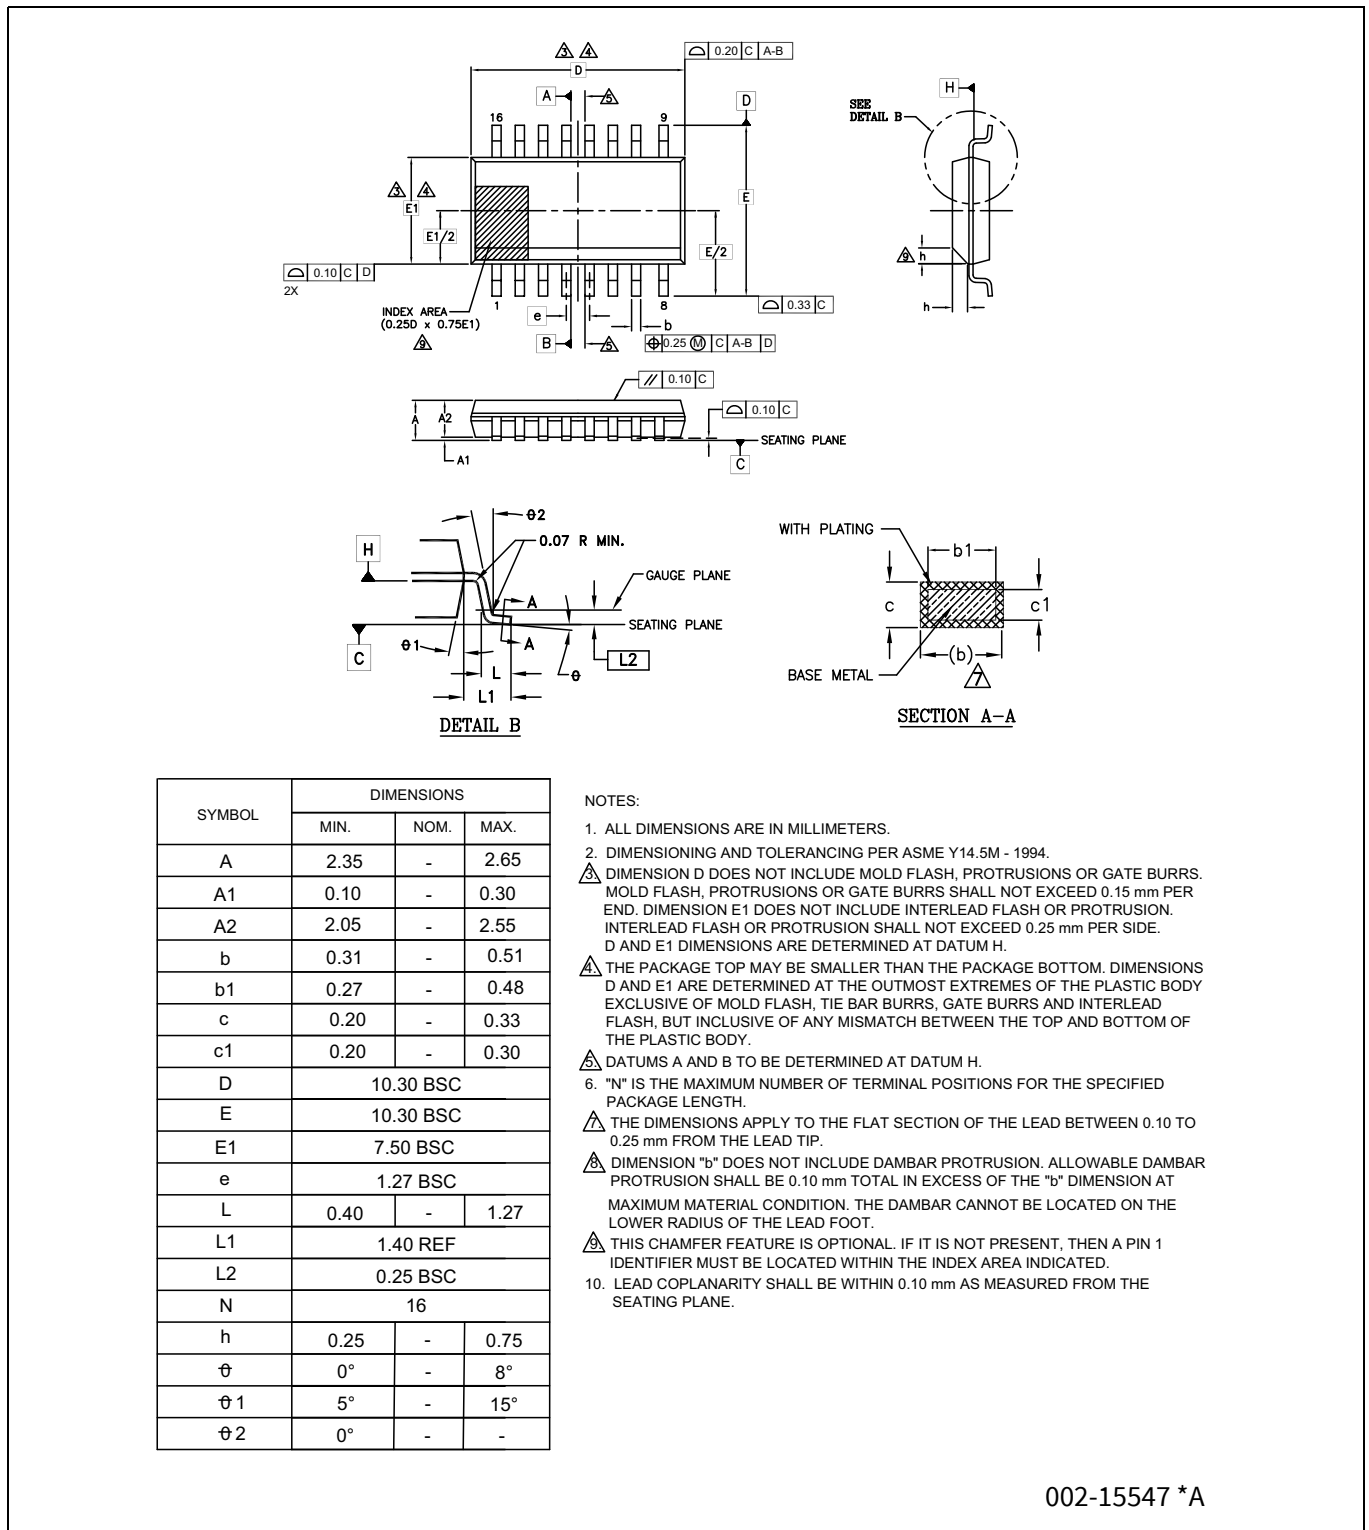 3 4
D
0.20 C A-B
A
5
D
16
9
H
SEE
DETAIL B
3 4
E1
E1/2
E
E/2
9
h
h
0.10 C D
2X
INDEX AREA
(0.25D x 0.75E1)
9
1
8
e
b
B
5
0.33 C
0.25 M C A-B D
// 0.10 C
A
A2
A1
0.10 C
SEATING PLANE
C
H
θ2
0.07 R MIN.
GAUGE PLANE
A
SEATING PLANE
A
C
θ1
L2
L
θ
L1
DETAIL B
WITH PLATING
b1
c
c1
BASE METAL
(b)
7
SECTION A-A
SYMBOL DIMENSIONS
MIN. NOM. MAX.
A 2.35 - 2.65
A1 0.10 - 0.30
A2 2.05 - 2.55
b 0.31 - 0.51
b1 0.27 - 0.48
c 0.20 - 0.33
c1 0.20 - 0.30
D 10.30 BSC
E 10.30 BSC
E1 7.50 BSC
e 1.27 BSC
L 0.40 - 1.27
L1 1.40 REF
L2 0.25 BSC
N 16
h 0.25 - 0.75
θ 0° - 8°
θ1 5° - 15°
θ2 0° - -
NOTES:
1. ALL DIMENSIONS ARE IN MILLIMETERS.
2. DIMENSIONING AND TOLERANCING PER ASME Y14.5M - 1994.
3. DIMENSION D DOES NOT INCLUDE MOLD FLASH, PROTRUSIONS OR GATE BURRS.
MOLD FLASH, PROTRUSIONS OR GATE BURRS SHALL NOT EXCEED 0.15 mm PER
END. DIMENSION E1 DOES NOT INCLUDE INTERLEAD FLASH OR PROTRUSION.
INTERLEAD FLASH OR PROTRUSION SHALL NOT EXCEED 0.25 mm PER SIDE.
D AND E1 DIMENSIONS ARE DETERMINED AT DATUM H.
4. THE PACKAGE TOP MAY BE SMALLER THAN THE PACKAGE BOTTOM. DIMENSIONS
D AND E1 ARE DETERMINED AT THE OUTMOST EXTREMES OF THE PLASTIC BODY
EXCLUSIVE OF MOLD FLASH, TIE BAR BURRS, GATE BURRS AND INTERLEAD
FLASH, BUT INCLUSIVE OF ANY MISMATCH BETWEEN THE TOP AND BOTTOM OF
THE PLASTIC BODY.
5. DATUMS A AND B TO BE DETERMINED AT DATUM H.
6. "N" IS THE MAXIMUM NUMBER OF TERMINAL POSITIONS FOR THE SPECIFIED
PACKAGE LENGTH.
7. THE DIMENSIONS APPLY TO THE FLAT SECTION OF THE LEAD BETWEEN 0.10 TO
0.25 mm FROM THE LEAD TIP.
8. DIMENSION "b" DOES NOT INCLUDE DAMBAR PROTRUSION. ALLOWABLE DAMBAR
PROTRUSION SHALL BE 0.10 mm TOTAL IN EXCESS OF THE "b" DIMENSION AT
MAXIMUM MATERIAL CONDITION. THE DAMBAR CANNOT BE LOCATED ON THE
LOWER RADIUS OF THE LEAD FOOT.
9. THIS CHAMFER FEATURE IS OPTIONAL. IF IT IS NOT PRESENT, THEN A PIN 1
IDENTIFIER MUST BE LOCATED WITHIN THE INDEX AREA INDICATED.
10. LEAD COPLANARITY SHALL BE WITHIN 0.10 mm AS MEASURED FROM THE
SEATING PLANE.
002-15547 *A